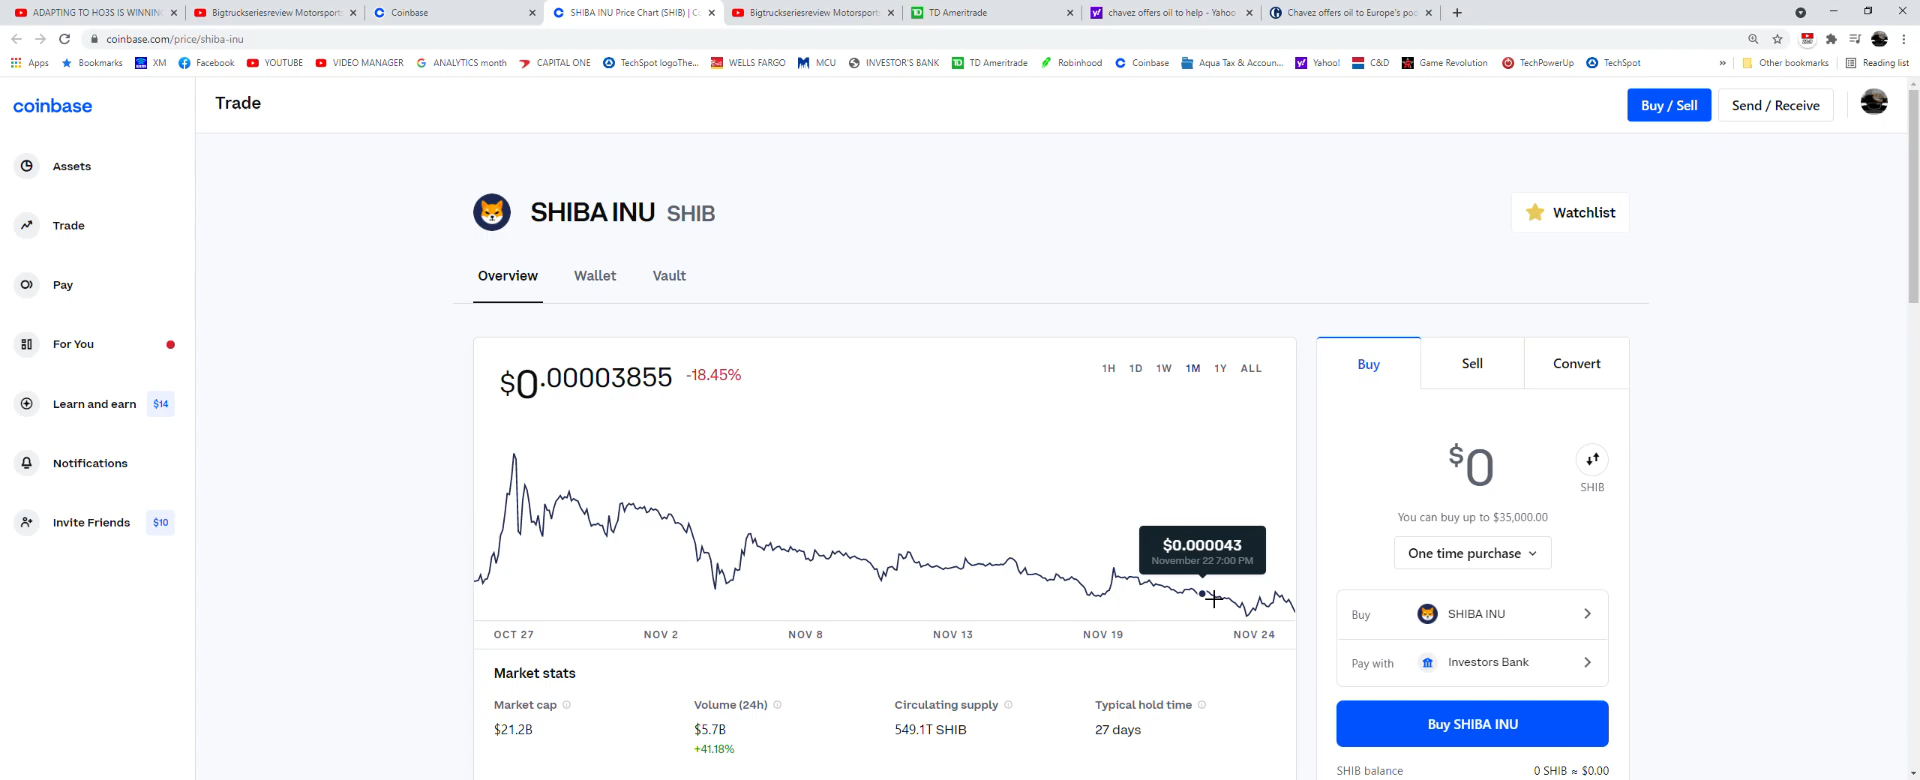 ADAPTING TO HO3S IS WINNING
Bigtruckseriesreview Motorsport
Coinbase
SHIBA INU Price Chart (SHIB) | Co
Bigtruckseriesreview Motorsport
TD Ameritrade
chavez offers oil to help - Yahoo
Chavez offers oil to Europe's poo
coinbase.com/price/shiba-inu
Apps
Bookmarks
XM
Facebook
YOUTUBE
VIDEO MANAGER
ANALYTICS month
CAPITAL ONE
TechSpot logoThe...
WELLS FARGO
MCU
INVESTOR'S BANK
TD Ameritrade
Robinhood
Coinbase
Aqua Tax & Accoun...
Yahoo!
C&D
Game Revolution
TechPowerUp
TechSpot
»
Other bookmarks
Reading list
coinbase
Trade
Buy / Sell
Send / Receive
Assets
Trade
Pay
For You
Learn and earn $14
Notifications
Invite Friends $10
SHIBA INU SHIB
Watchlist
Overview Wallet Vault
$0.00003855 -18.45%
1H 1D 1W 1M 1Y ALL
$0.000043
November 22 7:00 PM
OCT 27 NOV 2 NOV 8 NOV 13 NOV 19 NOV 24
Market stats
Market cap Volume (24h) Circulating supply Typical hold time
$21.2B $5.7B 549.1T SHIB 27 days
+41.18%
Buy Sell Convert
$0
SHIB
You can buy up to $35,000.00
One time purchase
Buy SHIBA INU
Pay with Investors Bank
Buy SHIBA INU
SHIB balance 0 SHIB ≈ $0.00